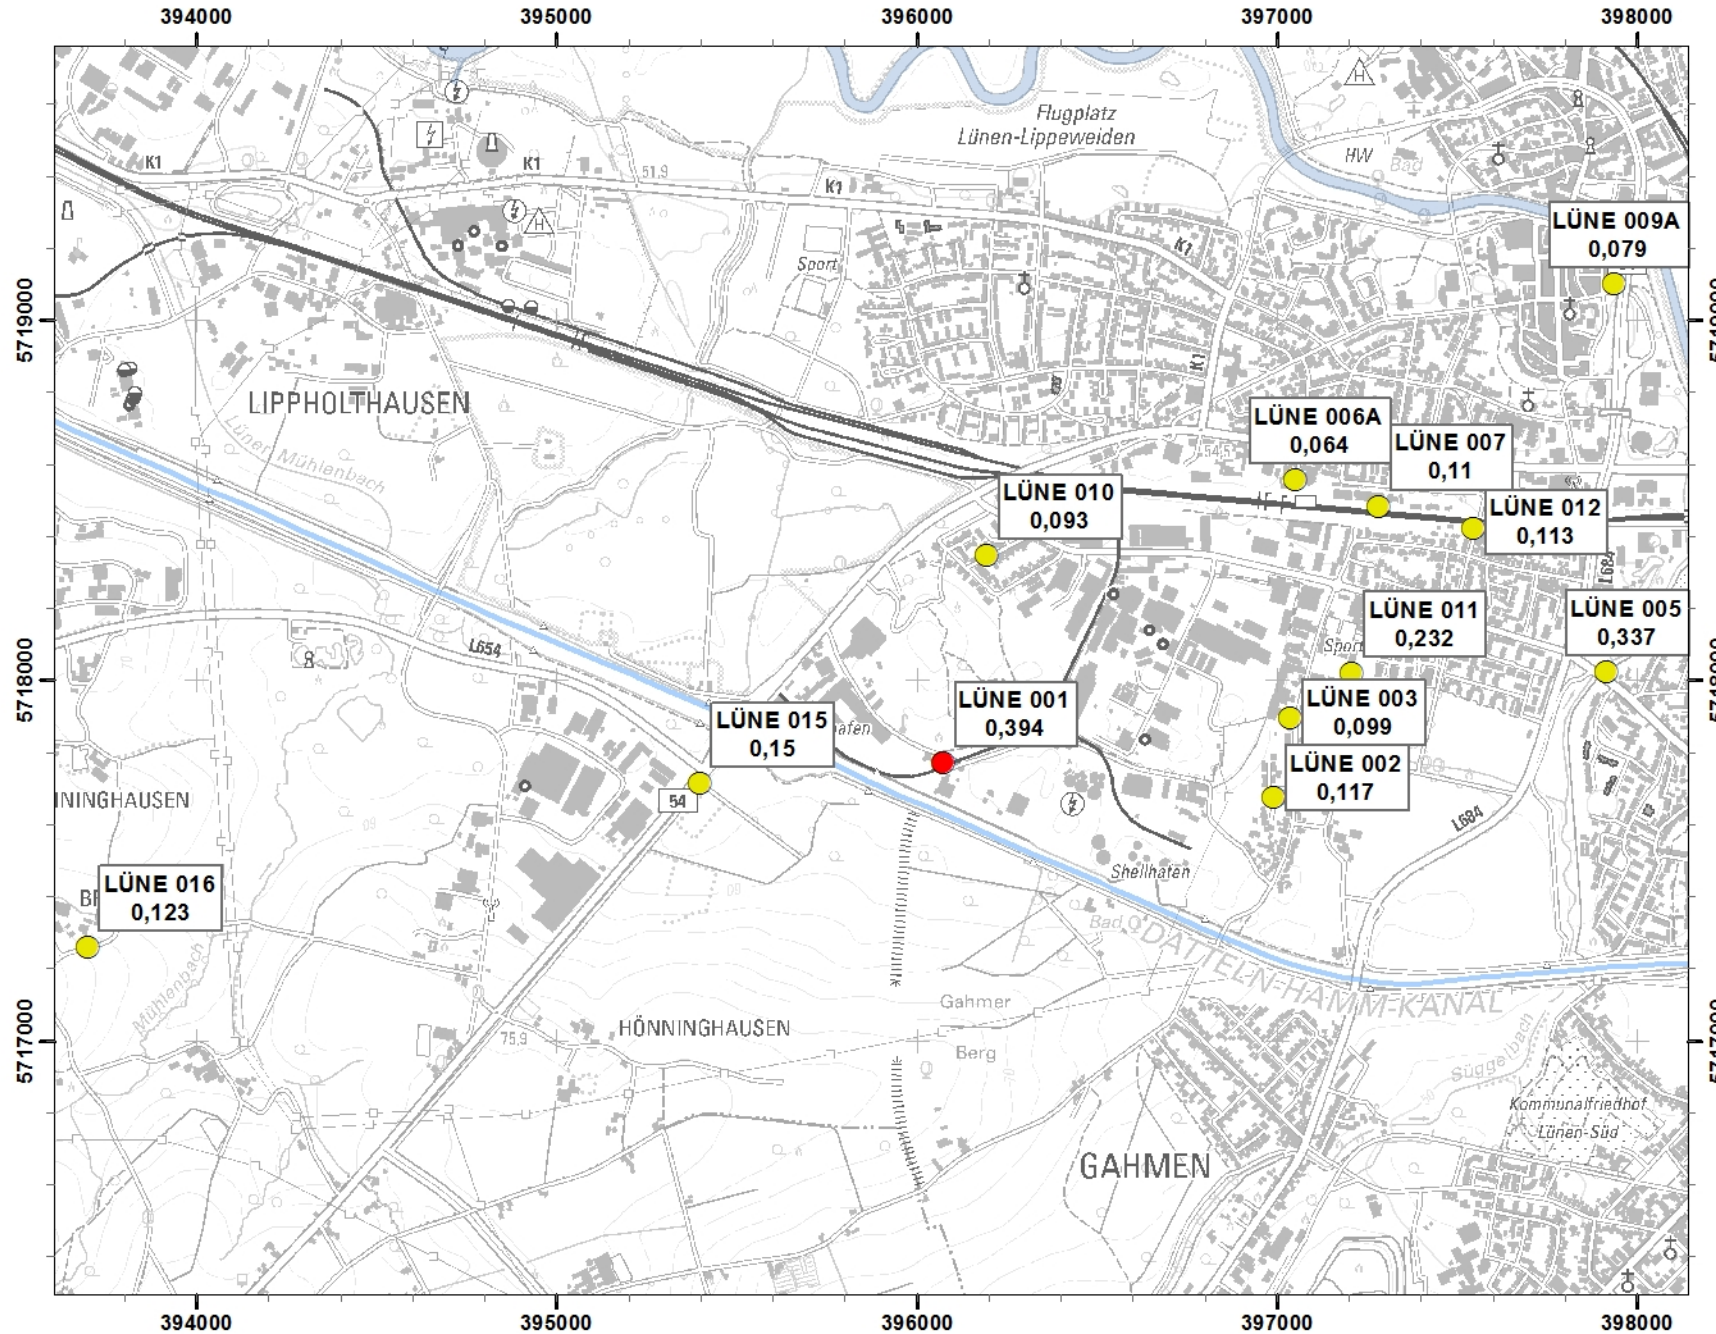 394000
395000
396000
397000
398000
Flugplatz
Lünen-Lippeweiden
HW
Bad
K1
K1
51,9
K1
K1
LÜNE 009A
0,079
Sport
5719000
K1
LIPPHOLTHAUSEN
Lüner Mühlenbach
LÜNE 006A
0,064
LÜNE 007
0,11
54,5
LÜNE 010
0,093
LÜNE 012
0,113
L684
LÜNE 011
0,232
LÜNE 005
0,337
Sport
L654
5718000
LÜNE 001
0,394
LÜNE 003
0,099
LÜNE 015
0,15
hafen
LÜNE 002
0,117
ININGHAUSEN
54
L684
Shellhafen
LÜNE 016
0,123
BR
Bad
DATTELN-HAMM-KANAL
Mühlenbach
Gahmer
Berg
HÖNNINGHAUSEN
75,9
5717000
Süggelbach
Kommunalfriedhof
Lünen-Süd
GAHMEN
394000
395000
396000
397000
398000